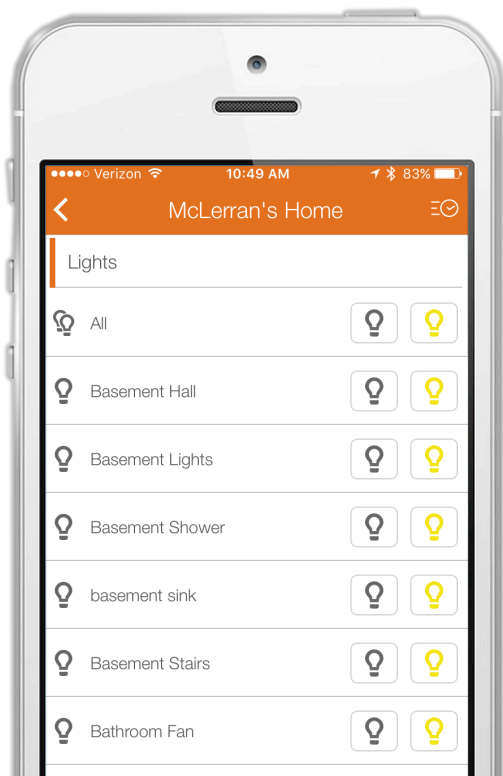 Verizon 10:49 AM 83%
McLerran's Home
Lights
All
Basement Hall
Basement Lights
Basement Shower
basement sink
Basement Stairs
Bathroom Fan